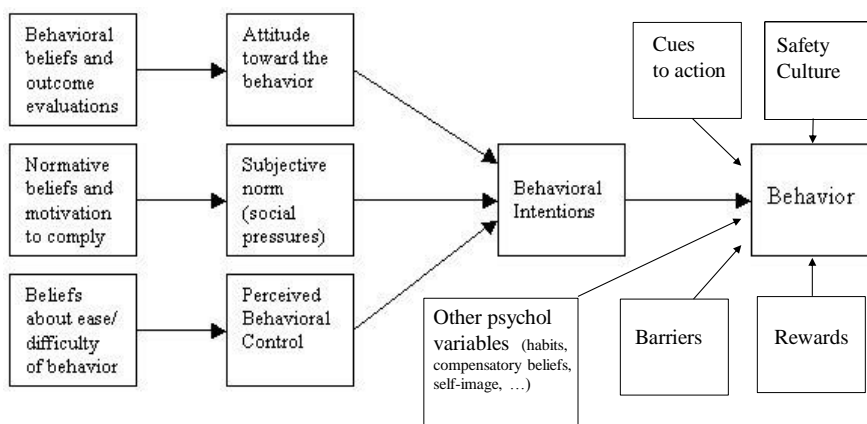 Behavioral
beliefs and
outcome
evaluations
Attitude
toward the
behavior
Cues
to action
Safety
Culture
Normative
beliefs and
motivation
to comply
Subjective
norm
(social
pressures)
Behavioral
Intentions
Behavior
Beliefs
about ease/
difficulty
of behavior
Perceived
Behavioral
Control
Other psychol
variables (habits,
compensatory beliefs,
self-image, …)
Barriers
Rewards